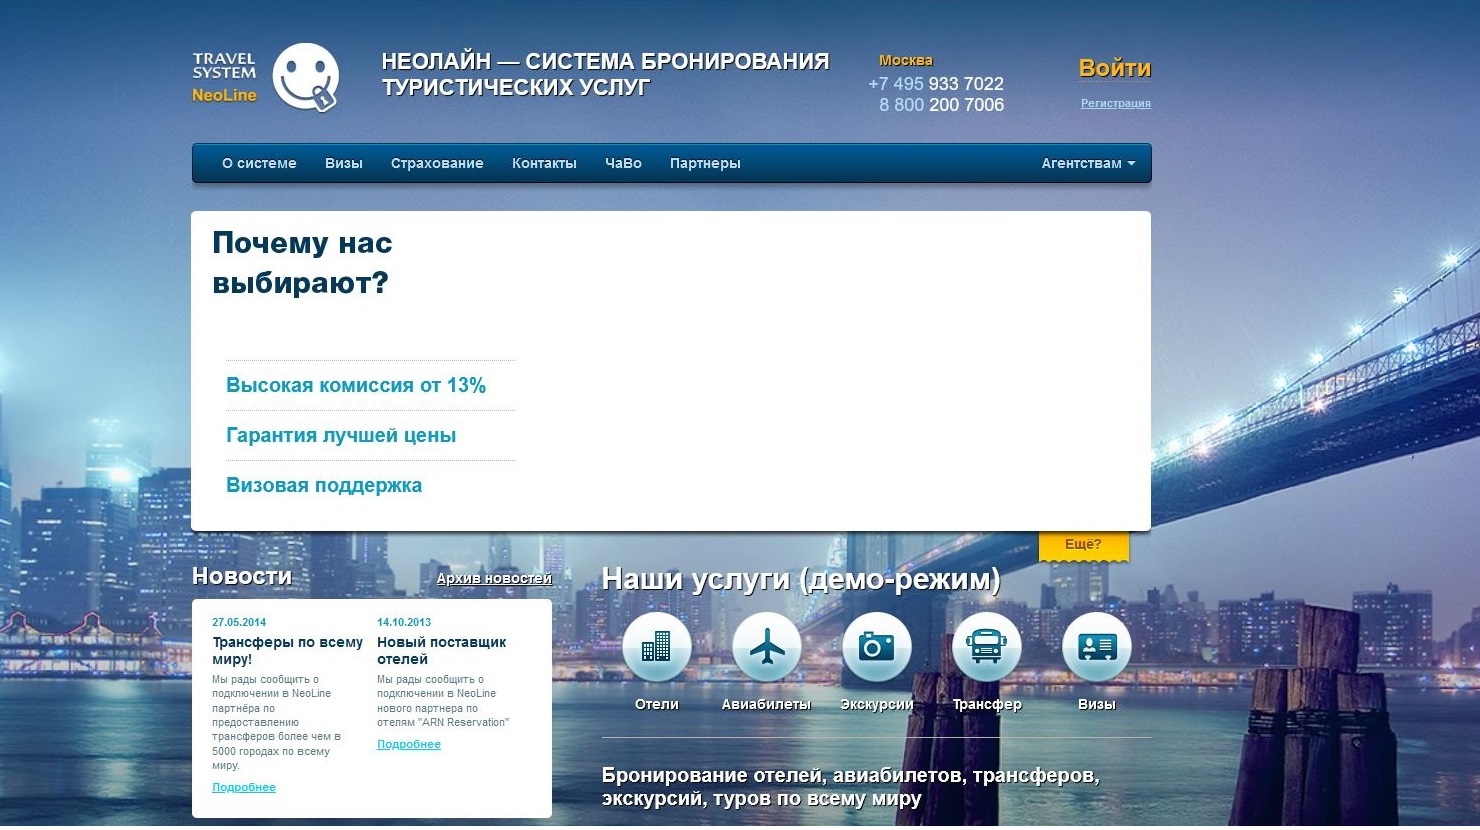 TRAVEL
SYSTEM
NeoLine
НЕОЛАЙН — СИСТЕМА БРОНИРОВАНИЯ
ТУРИСТИЧЕСКИХ УСЛУГ
Москва
+7 495 933 7022
8 800 200 7006
Войти
Регистрация
О системе Визы Страхование Контакты ЧаВо Партнеры Агентствам
Почему нас
выбирают?
Высокая комиссия от 13%
Гарантия лучшей цены
Визовая поддержка
Ещё?
Новости
Архив новостей
27.05.2014
Трансферы по всему
миру!
Мы рады сообщить о
подключении в NeoLine
партнёра по
предоставлению
трансферов более чем в
5000 городах по всему
миру.
Подробнее
14.10.2013
Новый поставщик
отелей
Мы рады сообщить о
подключении в NeoLine
нового партнера по
отелям "ARN Reservation"
Подробнее
Наши услуги (демо-режим)
Отели Авиабилеты Экскурсии Трансфер Визы
Бронирование отелей, авиабилетов, трансферов,
экскурсий, туров по всему миру